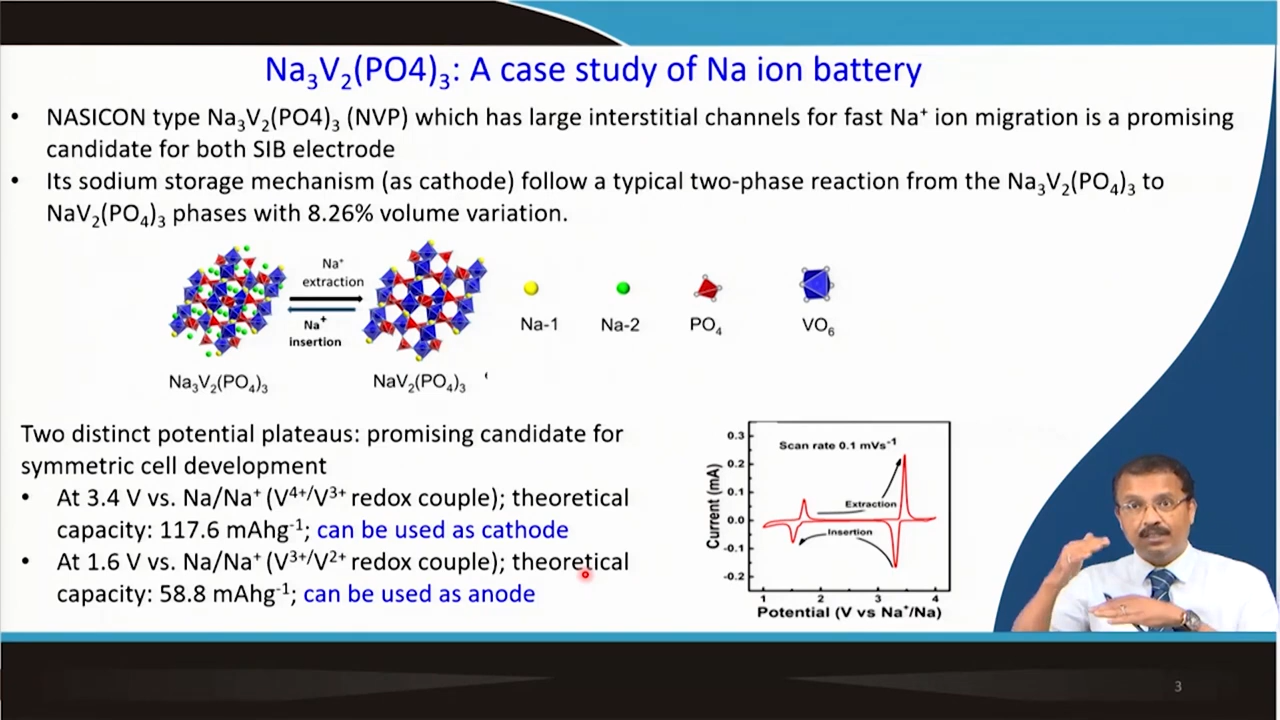 Na₃V₂(PO4)₃: A case study of Na ion battery
• NASICON type Na₃V₂(PO4)₃ (NVP) which has large interstitial channels for fast Na⁺ ion migration is a promising
candidate for both SIB electrode
• Its sodium storage mechanism (as cathode) follow a typical two-phase reaction from the Na₃V₂(PO₄)₃ to
NaV₂(PO₄)₃ phases with 8.26% volume variation.
Na⁺
extraction
Na⁺
insertion
Na₃V₂(PO₄)₃
NaV₂(PO₄)₃
Na-1
Na-2
PO₄
VO₆
Two distinct potential plateaus: promising candidate for
symmetric cell development
• At 3.4 V vs. Na/Na⁺ (V⁴⁺/V³⁺ redox couple); theoretical
capacity: 117.6 mAhg⁻¹; can be used as cathode
• At 1.6 V vs. Na/Na⁺ (V³⁺/V²⁺ redox couple); theoretical
capacity: 58.8 mAhg⁻¹; can be used as anode
Scan rate 0.1 mVs⁻¹
Extraction
Insertion
Current (mA)
0.3
0.2
0.1
0.0
-0.1
-0.2
1 2 3 4
Potential (V vs Na⁺/Na)
3